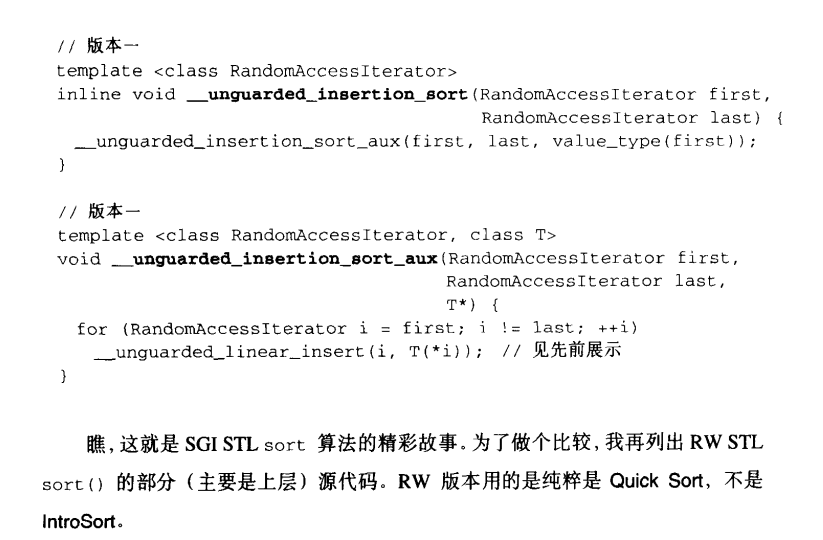 // 版本一
template <class RandomAccessIterator>
inline void __unguarded_insertion_sort(RandomAccessIterator first,
RandomAccessIterator last) {
__unguarded_insertion_sort_aux(first, last, value_type(first));
}
// 版本一
template <class RandomAccessIterator, class T>
void __unguarded_insertion_sort_aux(RandomAccessIterator first,
RandomAccessIterator last,
T*) {
for (RandomAccessIterator i = first; i != last; ++i)
__unguarded_linear_insert(i, T(*i)); // 见先前展示
}
瞧，这就是 SGI STL sort 算法的精彩故事。为了做个比较，我再列出 RW STL
sort() 的部分（主要是上层）源代码。RW 版本用的是纯粹是 Quick Sort，不是
IntroSort。